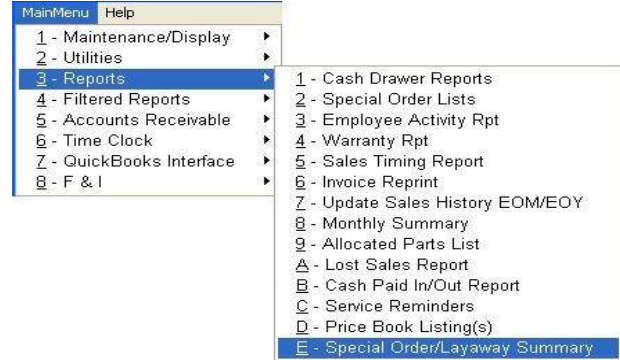 MainMenu Help
1 - Maintenance/Display
2 - Utilities
3 - Reports
4 - Filtered Reports
5 - Accounts Receivable
6 - Time Clock
7 - QuickBooks Interface
8 - F & I
1 - Cash Drawer Reports
2 - Special Order Lists
3 - Employee Activity Rpt
4 - Warranty Rpt
5 - Sales Timing Report
6 - Invoice Reprint
7 - Update Sales History EOM/EOY
8 - Monthly Summary
9 - Allocated Parts List
A - Lost Sales Report
B - Cash Paid In/Out Report
C - Service Reminders
D - Price Book Listing(s)
E - Special Order/Layaway Summary